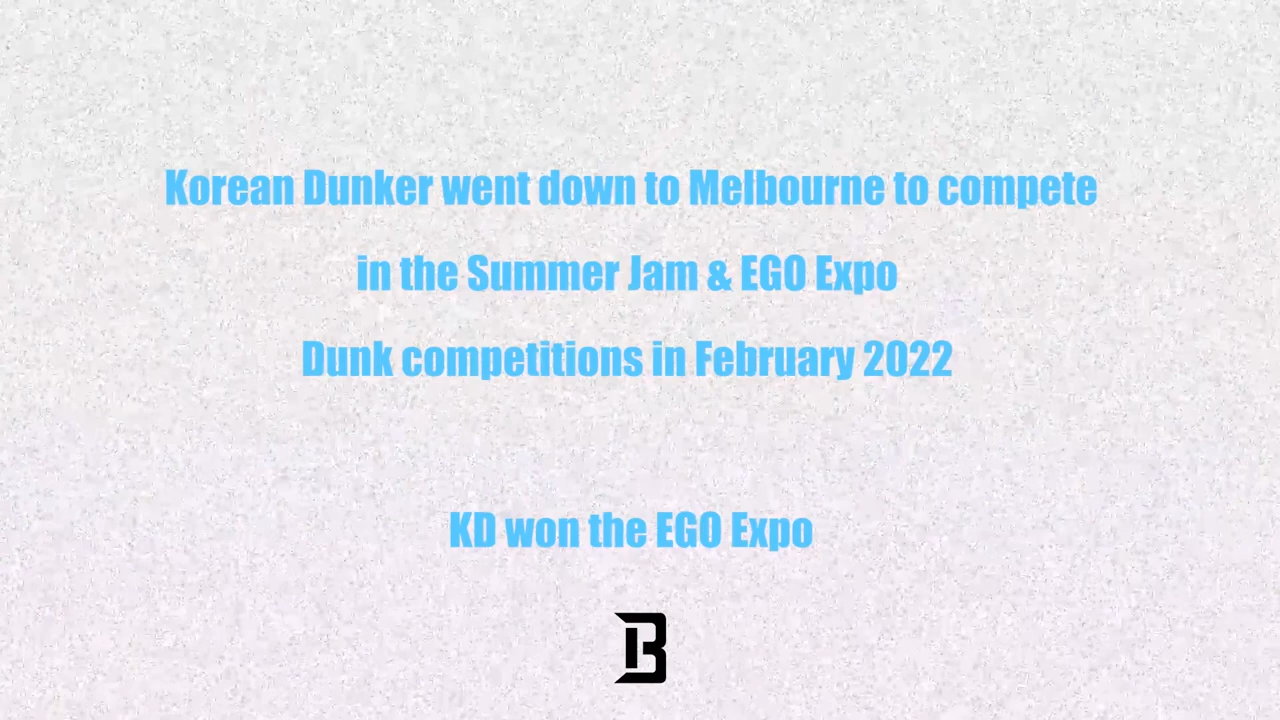 Korean Dunker went down to Melbourne to compete
in the Summer Jam & EGO Expo
Dunk competitions in February 2022
KD won the EGO Expo
B